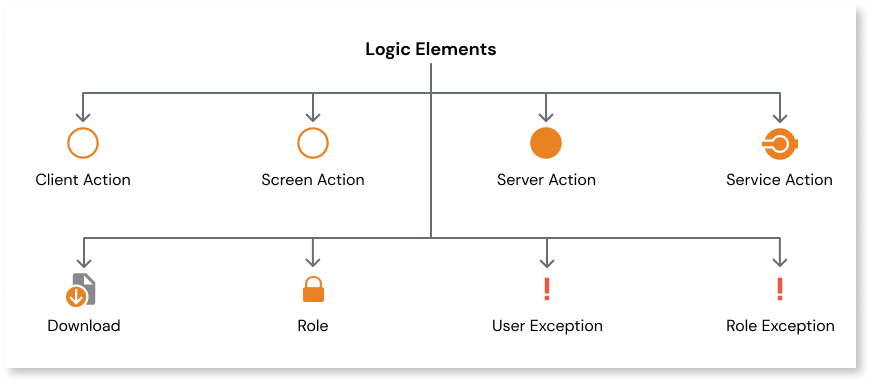 Logic Elements
Client Action
Screen Action
Server Action
Service Action
Download
Role
User Exception
Role Exception